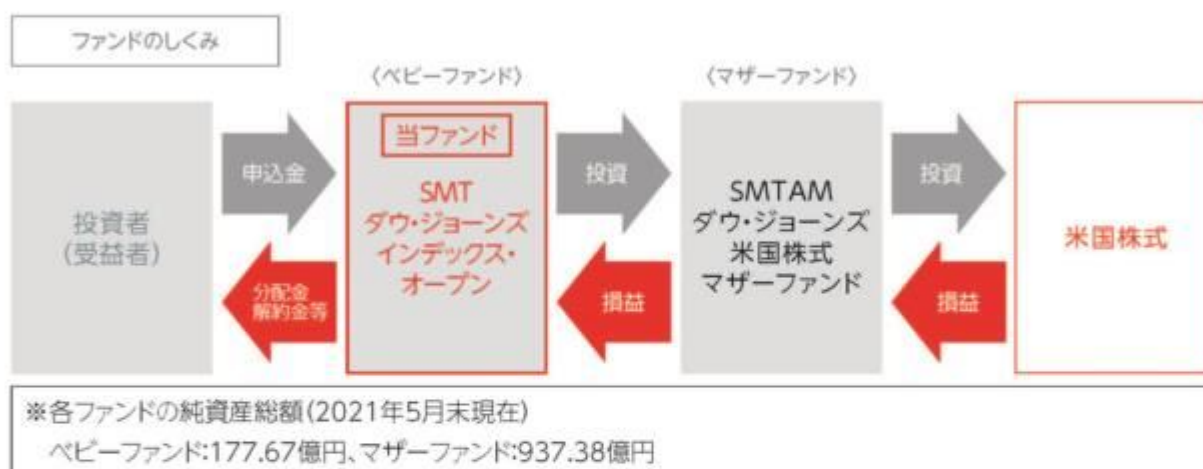 ファンドのしくみ
〈ベビーファンド〉
〈マザーファンド〉
投資者
(受益者)
申込金
分配金
解約金等
当ファンド
SMT
ダウ・ジョーンズ
インデックス・
オープン
投資
損益
SMTAM
ダウ・ジョーンズ
米国株式
マザーファンド
投資
損益
米国株式
※各ファンドの純資産総額(2021年5月末現在)
ベビーファンド:177.67億円、マザーファンド:937.38億円